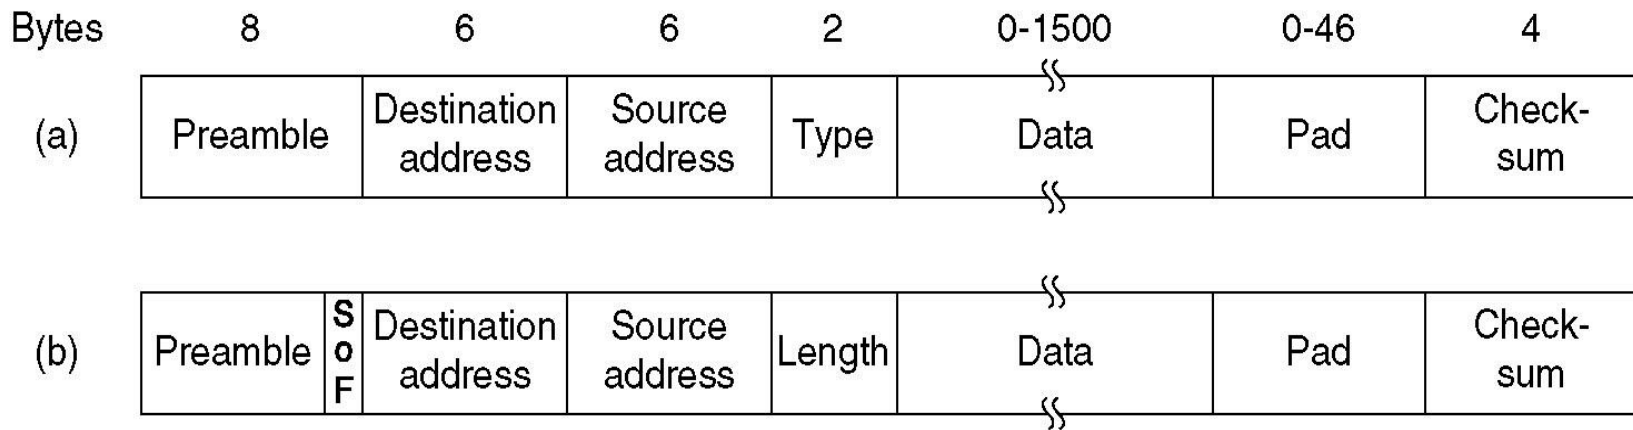 Bytes 8 6 6 2 0-1500 0-46 4
(a) Preamble Destination address Source address Type Data Pad Check-sum
(b) Preamble SoF Destination address Source address Length Data Pad Check-sum